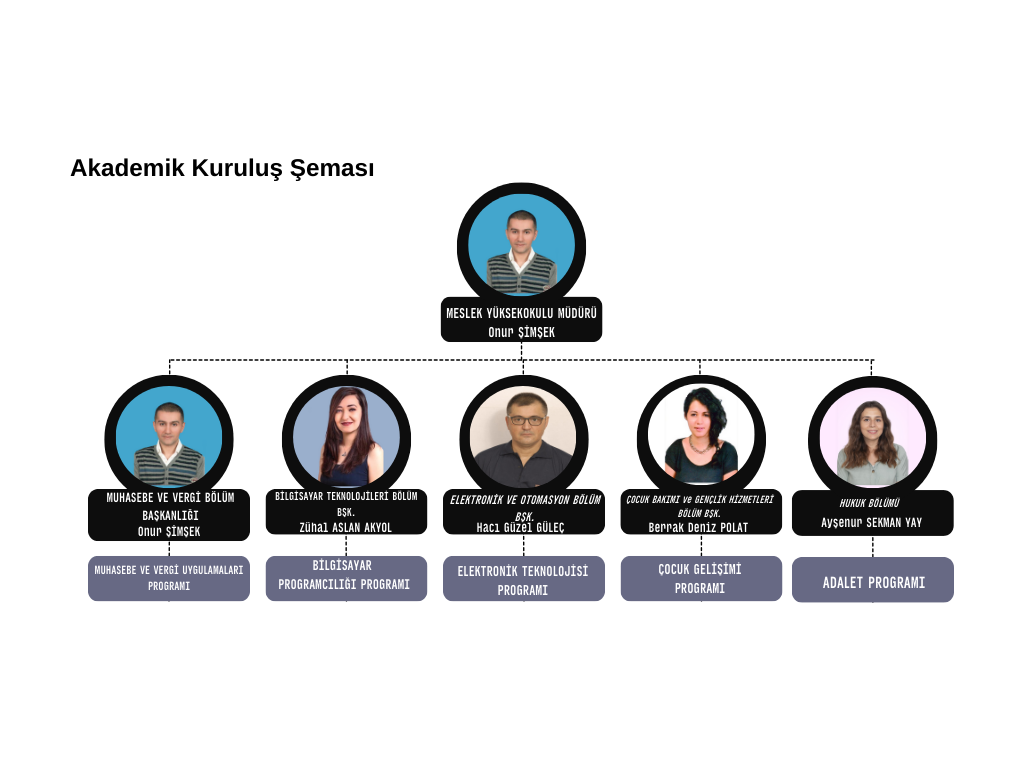 Akademik Kuruluş Şeması
MESLEK YÜKSEKOKULU MÜDÜRÜ
Onur ŞİMŞEK
MUHASEBE VE VERGİ BÖLÜM
BAŞKANLIĞI
Onur ŞİMŞEK
BİLGİSAYAR TEKNOLOJİLERİ BÖLÜM
BŞK.
Zühal ASLAN AKYOL
ELEKTRONİK VE OTOMASYON BÖLÜM
BŞK.
Hacı Güzel GÜLEÇ
ÇOCUK BAKIMI ve GENÇLİK HİZMETLERİ
BÖLÜM BŞK.
Berrak Deniz POLAT
HUKUK BÖLÜMÜ
Ayşenur SEKMAN YAY
MUHASEBE VE VERGİ UYGULAMALARI
PROGRAMI
BİLGİSAYAR
PROGRAMCILIĞI PROGRAMI
ELEKTRONİK TEKNOLOJİSİ
PROGRAMI
ÇOCUK GELİŞİMİ
PROGRAMI
ADALET PROGRAMI